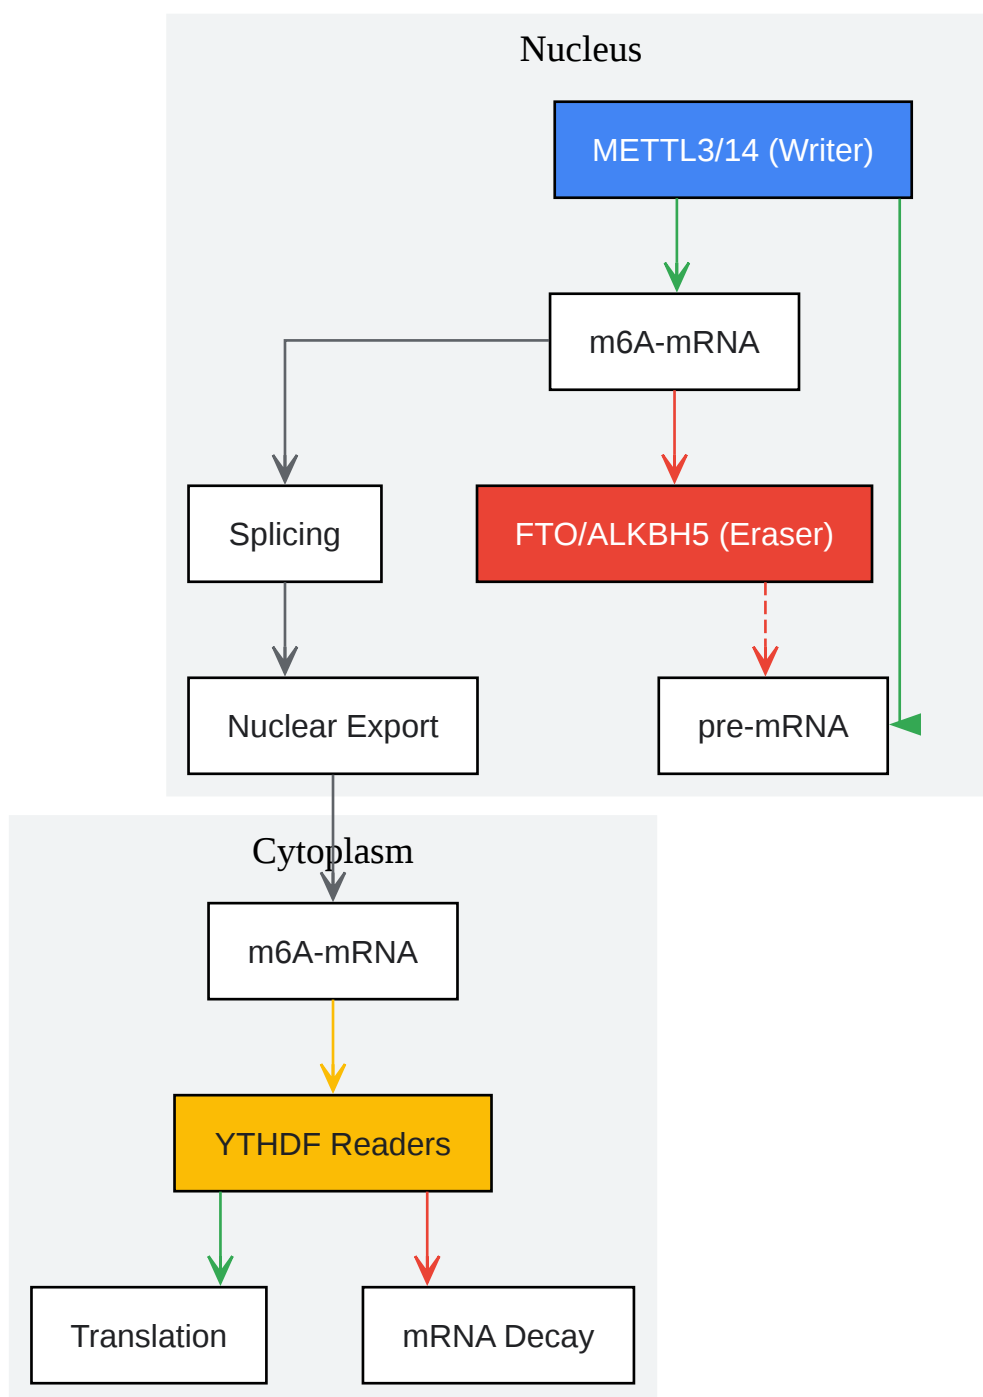 Nucleus
METTL3/14 (Writer)
m6A-mRNA
Splicing
FTO/ALKBH5 (Eraser)
Nuclear Export
pre-mRNA
Cytoplasm
m6A-mRNA
YTHDF Readers
Translation
mRNA Decay